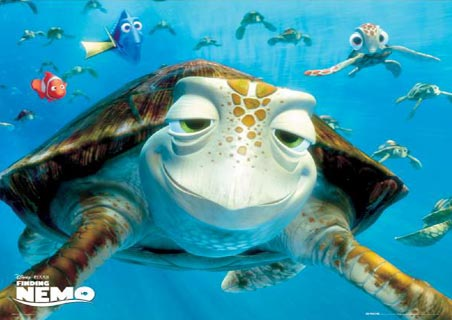 Disney · PIXAR
FINDING
NEMO